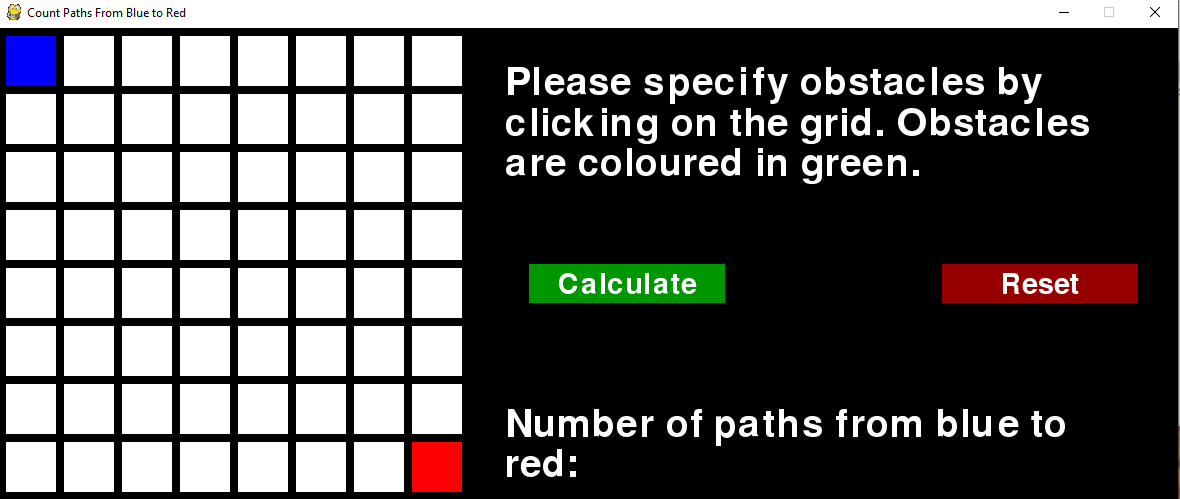 Count Paths From Blue to Red
Please specify obstacles by
clicking on the grid. Obstacles
are coloured in green.
Calculate
Reset
Number of paths from blue to
red: